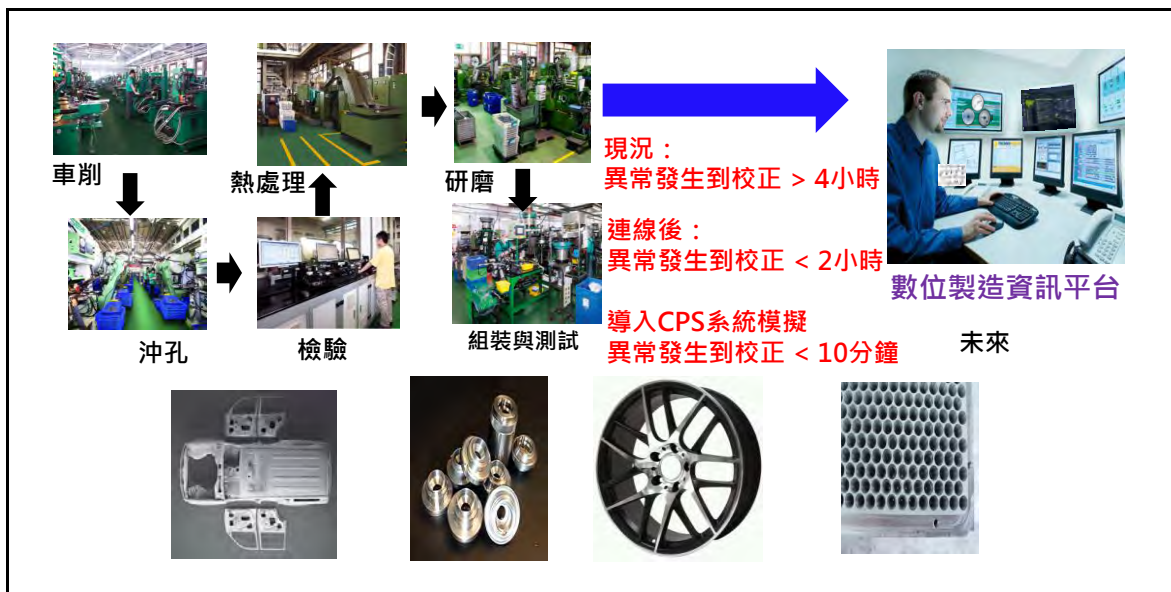 車削
熱處理
研磨
沖孔
檢驗
組裝與測試
現況：
異常發生到校正 > 4小時
連線後：
異常發生到校正 < 2小時
導入CPS系統模擬
異常發生到校正 < 10分鐘
數位製造資訊平台
未來